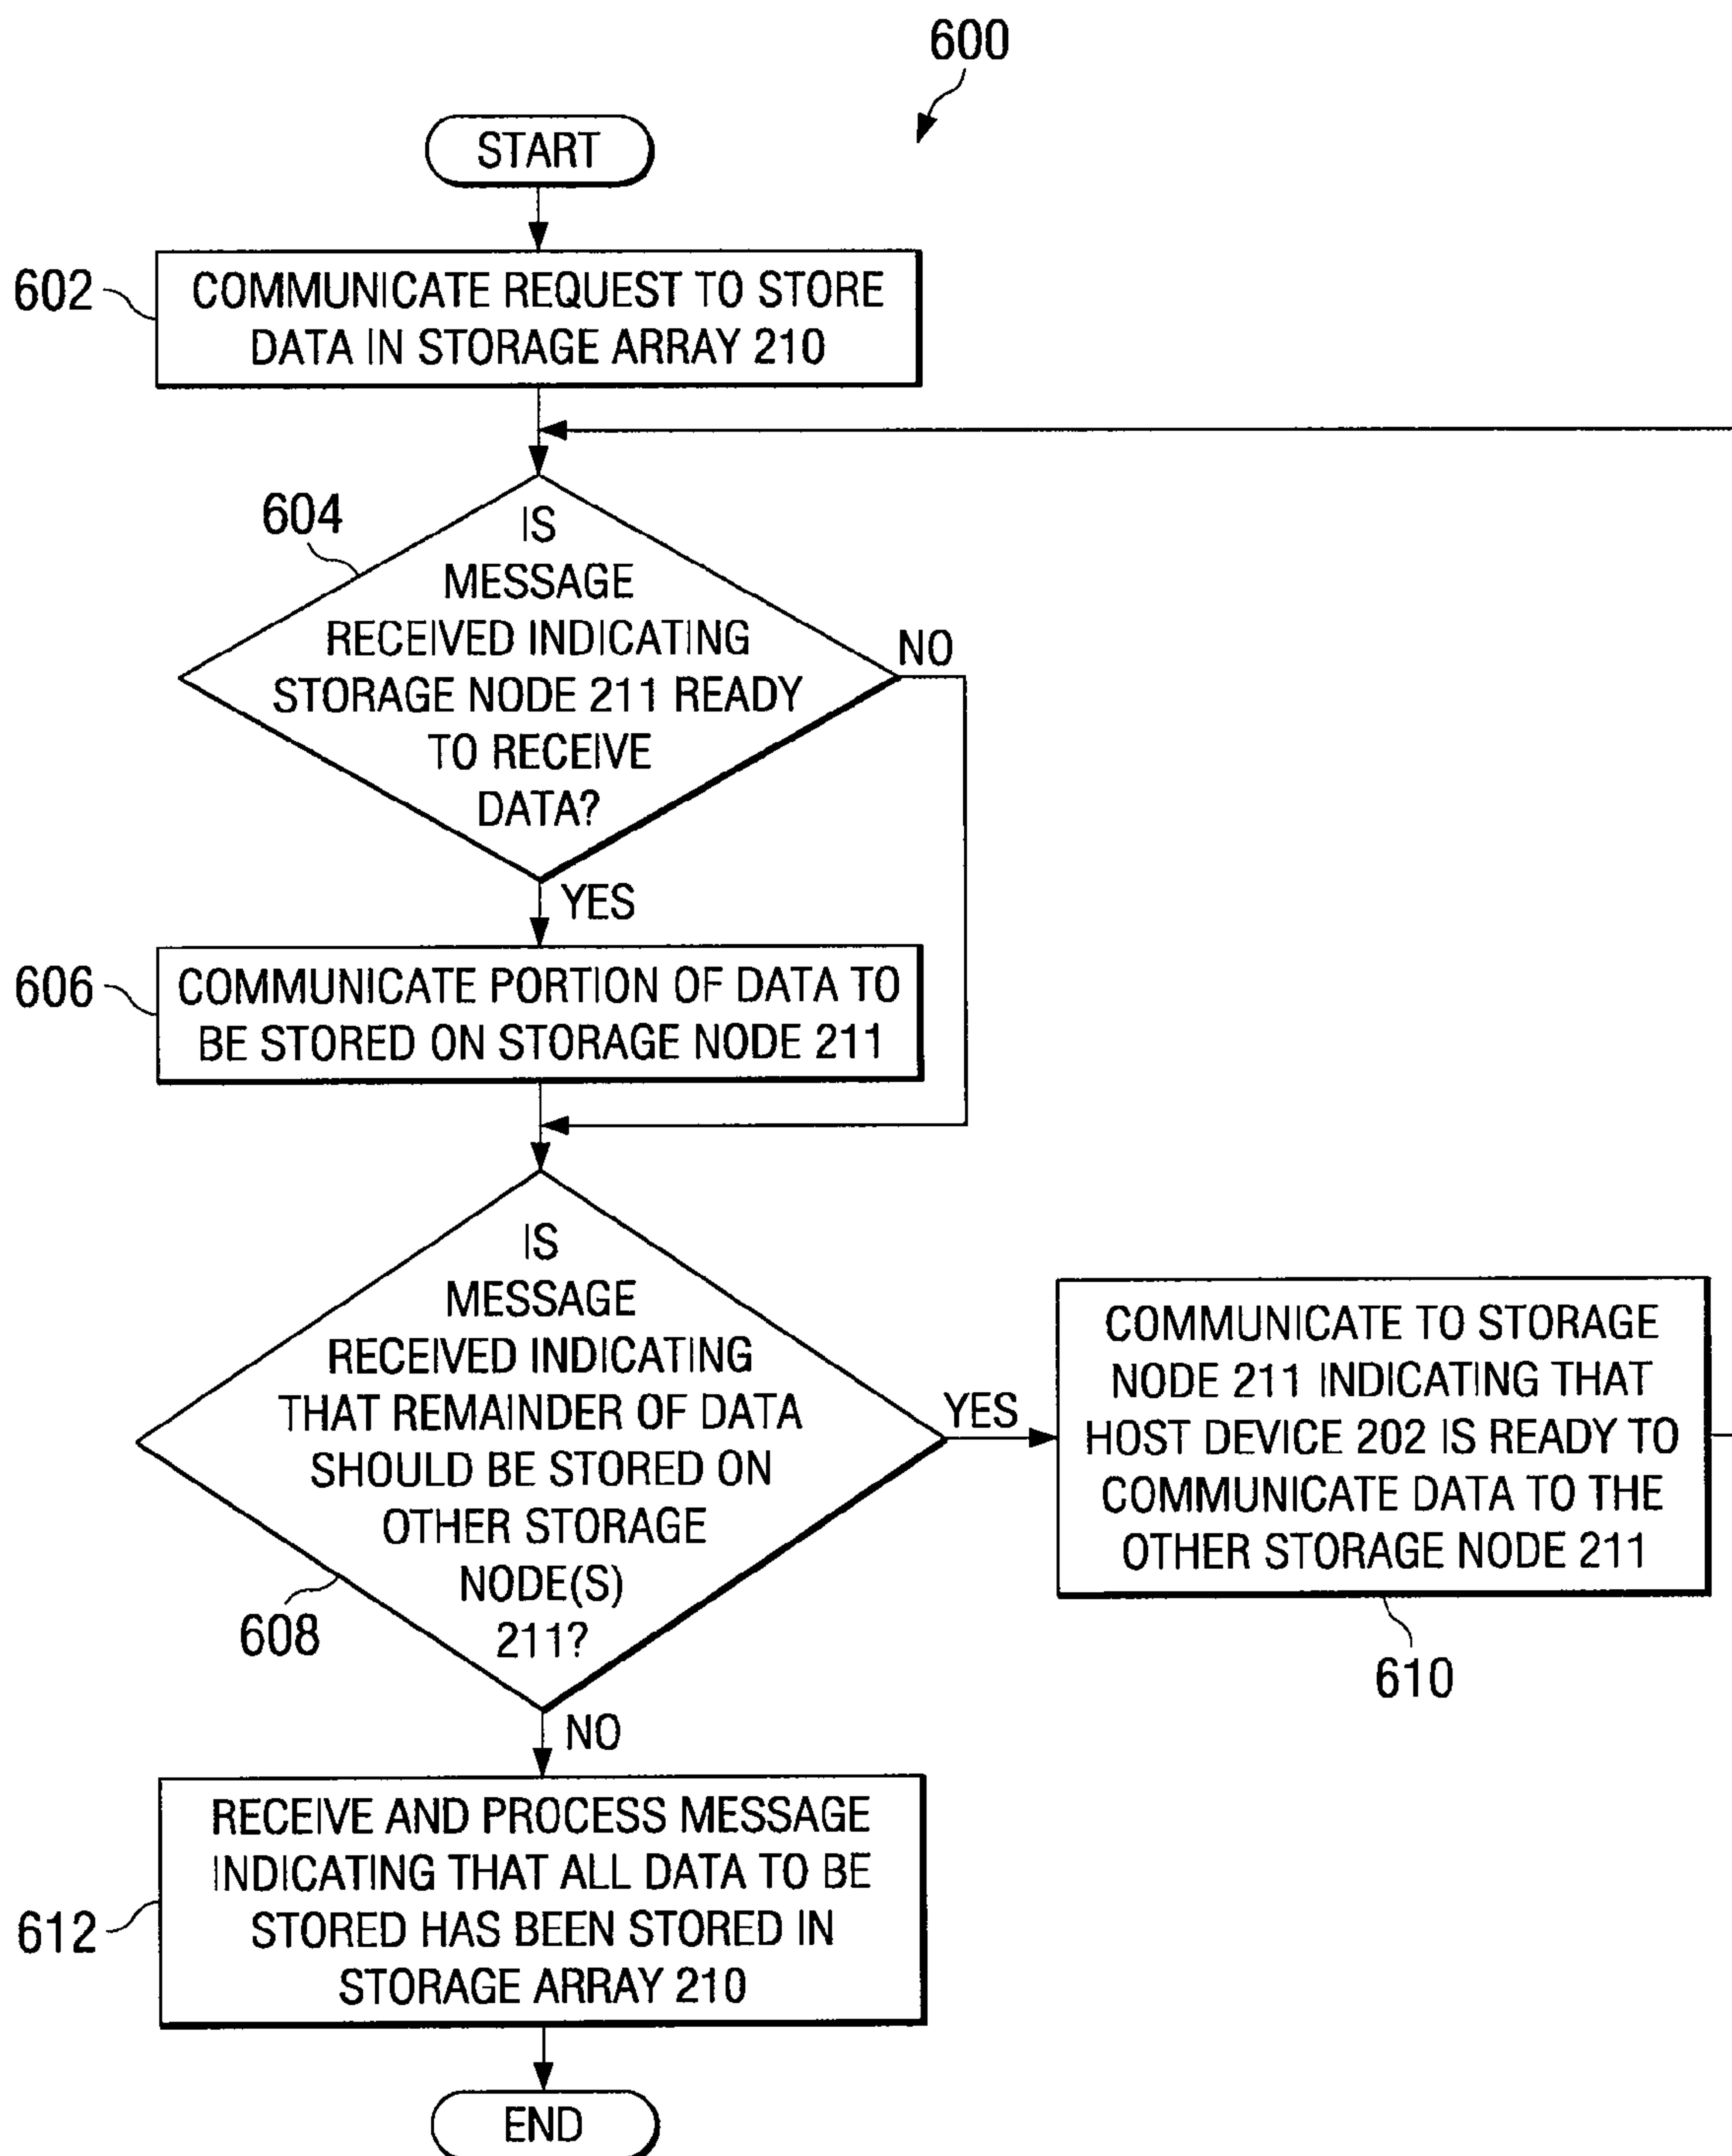 600
START
602
COMMUNICATE REQUEST TO STORE
DATA IN STORAGE ARRAY 210
604
IS
MESSAGE
RECEIVED INDICATING
STORAGE NODE 211 READY
TO RECEIVE
DATA?
NO
YES
606
COMMUNICATE PORTION OF DATA TO
BE STORED ON STORAGE NODE 211
IS
MESSAGE
RECEIVED INDICATING
THAT REMAINDER OF DATA
SHOULD BE STORED ON
OTHER STORAGE
NODE(S)
211?
608
YES
COMMUNICATE TO STORAGE
NODE 211 INDICATING THAT
HOST DEVICE 202 IS READY TO
COMMUNICATE DATA TO THE
OTHER STORAGE NODE 211
610
NO
612
RECEIVE AND PROCESS MESSAGE
INDICATING THAT ALL DATA TO BE
STORED HAS BEEN STORED IN
STORAGE ARRAY 210
END